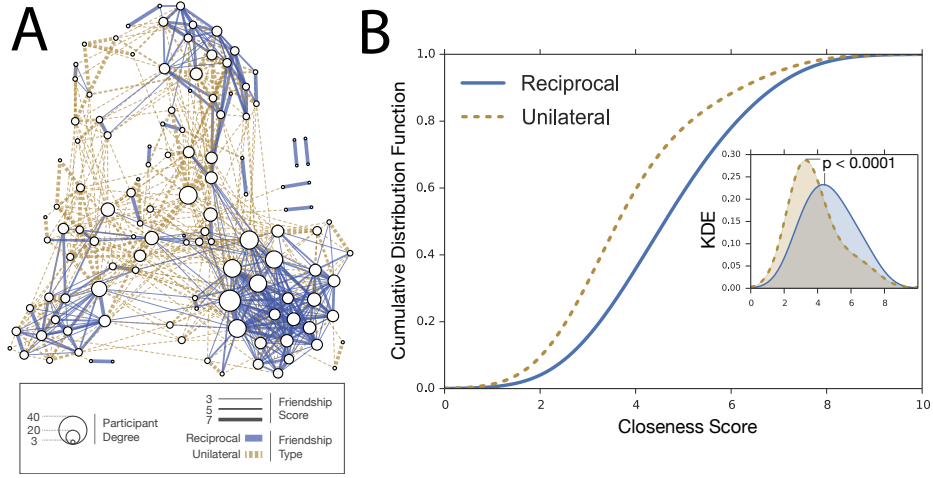 A
B
40
20
3
Participant
Degree
3
5
7
Friendship
Score
Reciprocal
Unilateral
Friendship
Type
Cumulative Distribution Function
1.0
0.8
0.6
0.4
0.2
0.0
0
2
4
6
8
10
Closeness Score
Reciprocal
Unilateral
KDE
0.30
0.25
0.20
0.15
0.10
0.05
0.00
0
2
4
6
8
p < 0.0001